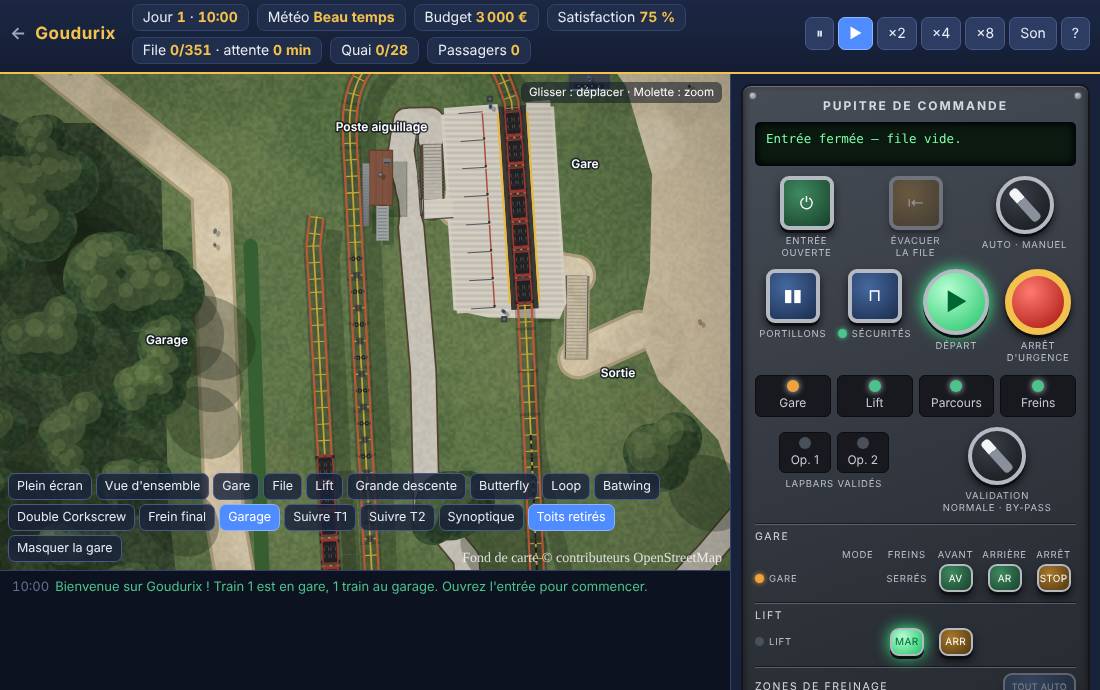 ← Goudurix
Jour 1 · 10:00
Météo Beau temps
Budget 3 000 €
Satisfaction 75 %
File 0/351 · attente 0 min
Quai 0/28
Passagers 0
×2
×4
×8
Son
?
Glisser : déplacer · Molette : zoom
Poste aiguillage
Gare
Garage
Sortie
Plein écran
Vue d'ensemble
Gare
File
Lift
Grande descente
Butterfly
Loop
Batwing
Double Corkscrew
Frein final
Garage
Suivre T1
Suivre T2
Synoptique
Toits retirés
Masquer la gare
Fond de carte © contributeurs OpenStreetMap
10:00 Bienvenue sur Goudurix ! Train 1 est en gare, 1 train au garage. Ouvrez l'entrée pour commencer.
PUPITRE DE COMMANDE
Entrée fermée — file vide.
ENTRÉE
OUVERTE
ÉVACUER
LA FILE
AUTO · MANUEL
PORTILLONS
SÉCURITÉS
DÉPART
ARRÊT
D'URGENCE
Gare
Lift
Parcours
Freins
Op. 1
Op. 2
LAPBARS VALIDÉS
VALIDATION
NORMALE · BY-PASS
GARE
MODE FREINS AVANT ARRIÈRE ARRÊT
GARE SERRÉS AV AR STOP
LIFT
LIFT MAR ARR
ZONES DE FREINAGE TOUT AUTO